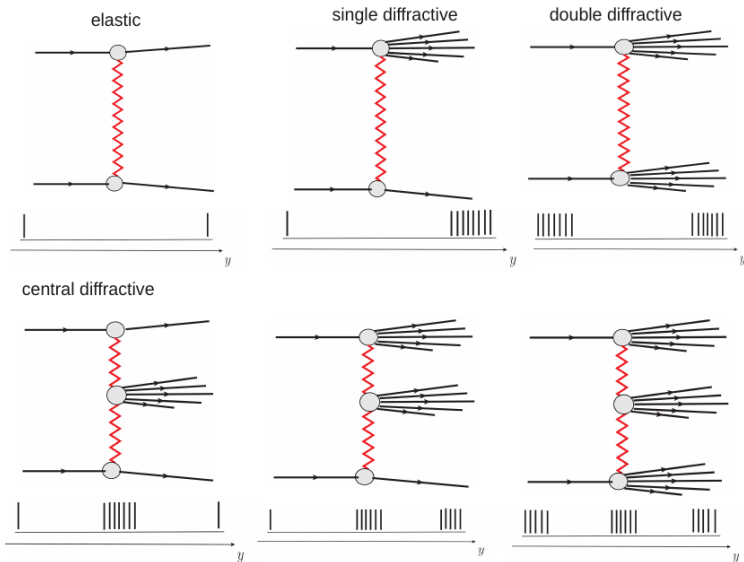 elastic
single diffractive
double diffractive
y
y
y
central diffractive
y
y
y